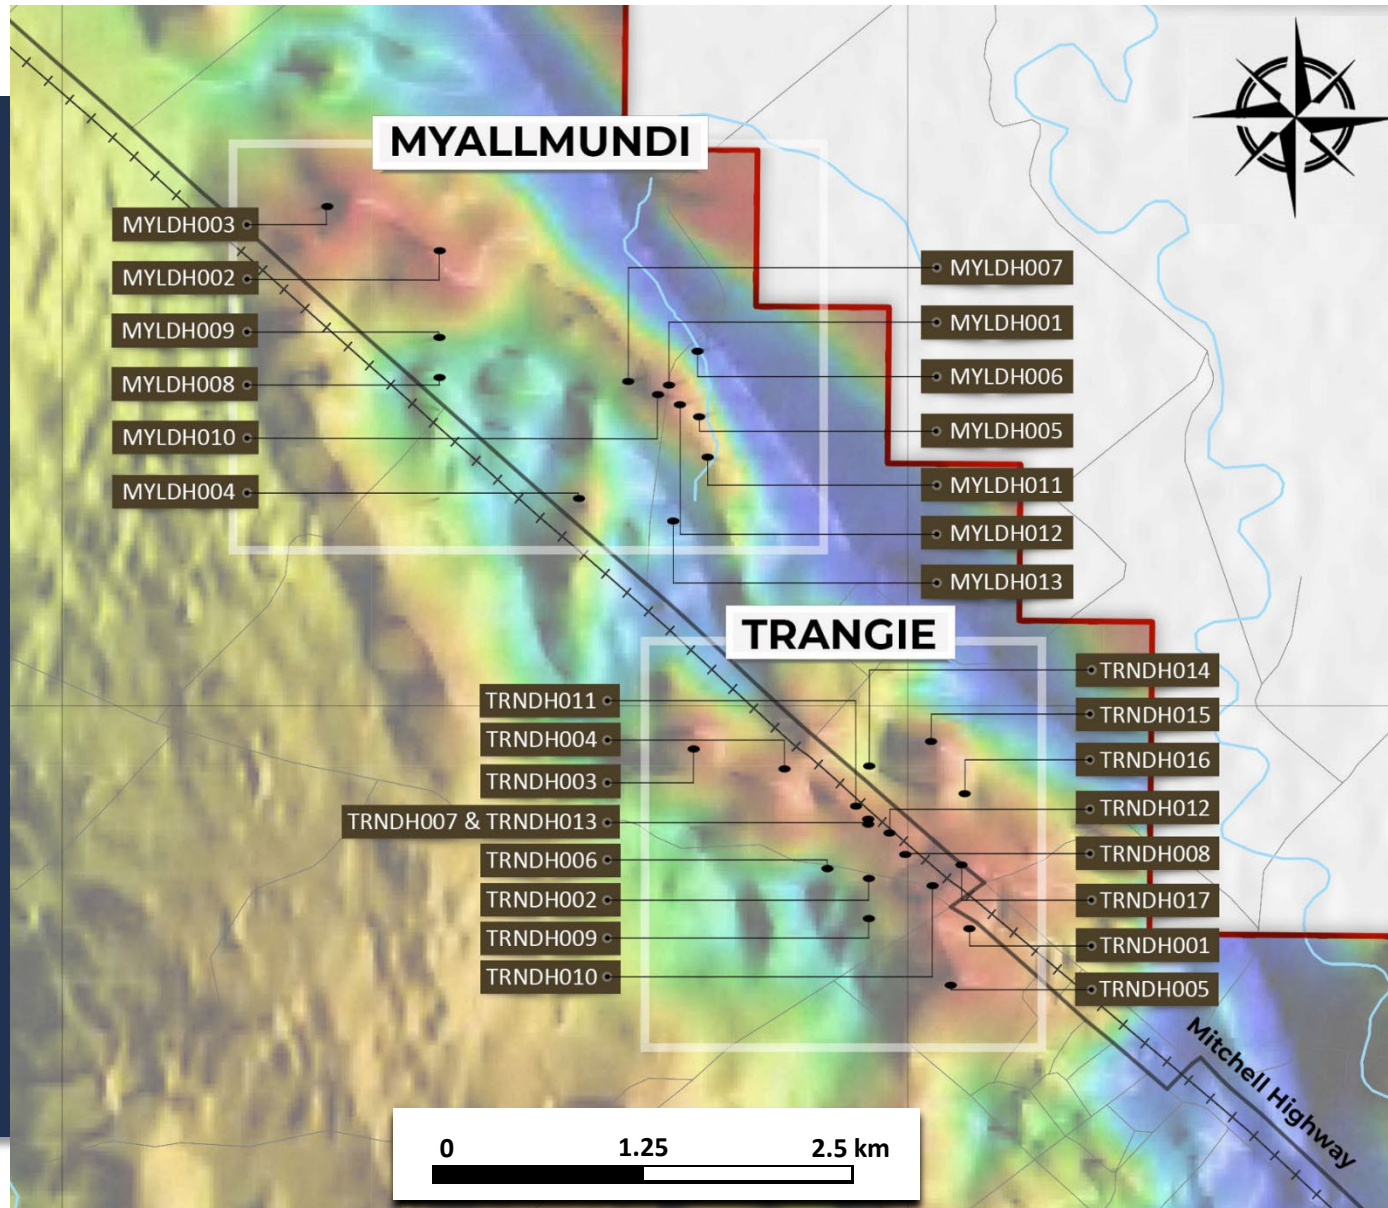 MYALLMUNDI
MYLDH003
MYLDH002
MYLDH009
MYLDH008
MYLDH010
MYLDH004
MYLDH007
MYLDH001
MYLDH006
MYLDH005
MYLDH011
MYLDH012
MYLDH013
TRANGIE
TRNDH011
TRNDH004
TRNDH003
TRNDH007 & TRNDH013
TRNDH006
TRNDH002
TRNDH009
TRNDH010
TRNDH014
TRNDH015
TRNDH016
TRNDH012
TRNDH008
TRNDH017
TRNDH001
TRNDH005
Mitchell Highway
0 1.25 2.5 km